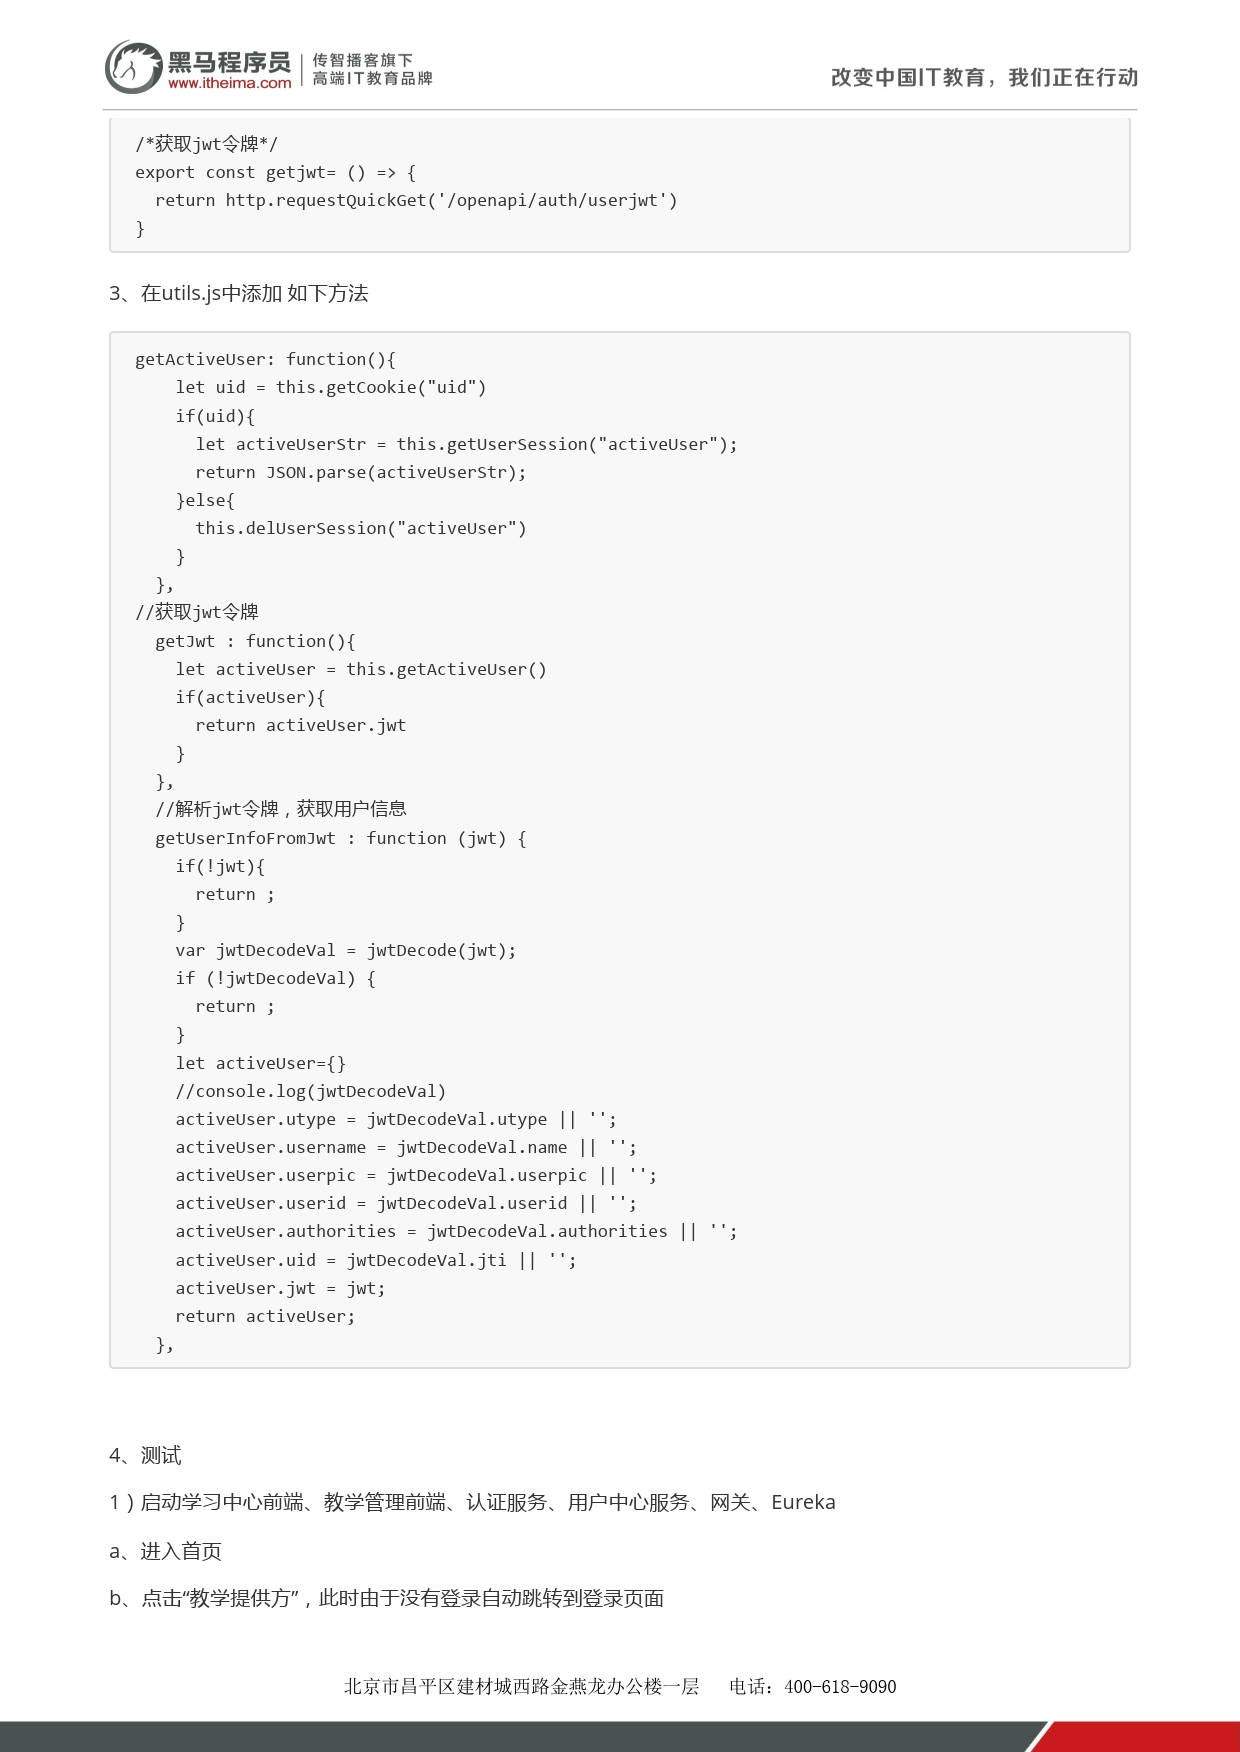 黑马程序员
www.itheima.com
传智播客旗下
高端IT教育品牌
改变中国IT教育，我们正在行动
/*获取jwt令牌*/
export const getjwt= () => {
  return http.requestQuickGet('/openapi/auth/userjwt')
}
3、在utils.js中添加 如下方法
getActiveUser: function(){
    let uid = this.getCookie("uid")
    if(uid){
      let activeUserStr = this.getUserSession("activeUser");
      return JSON.parse(activeUserStr);
    }else{
      this.delUserSession("activeUser")
    }
  },
//获取jwt令牌
  getJwt : function(){
    let activeUser = this.getActiveUser()
    if(activeUser){
      return activeUser.jwt
    }
  },
  //解析jwt令牌，获取用户信息
  getUserInfoFromJwt : function (jwt) {
    if(!jwt){
      return ;
    }
    var jwtDecodeVal = jwtDecode(jwt);
    if (!jwtDecodeVal) {
      return ;
    }
    let activeUser={}
    //console.log(jwtDecodeVal)
    activeUser.utype = jwtDecodeVal.utype || '';
    activeUser.username = jwtDecodeVal.name || '';
    activeUser.userpic = jwtDecodeVal.userpic || '';
    activeUser.userid = jwtDecodeVal.userid || '';
    activeUser.authorities = jwtDecodeVal.authorities || '';
    activeUser.uid = jwtDecodeVal.jti || '';
    activeUser.jwt = jwt;
    return activeUser;
  },
4、测试
1）启动学习中心前端、教学管理前端、认证服务、用户中心服务、网关、Eureka
a、进入首页
b、点击“教学提供方”，此时由于没有登录自动跳转到登录页面
北京市昌平区建材城西路金燕龙办公楼一层  电话：400-618-9090